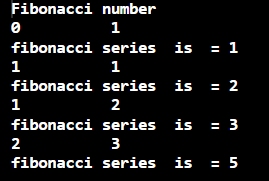 Fibonacci number
0          1
fibonacci series  is  = 1
1          1
fibonacci series  is  = 2
1          2
fibonacci series  is  = 3
2          3
fibonacci series  is  = 5